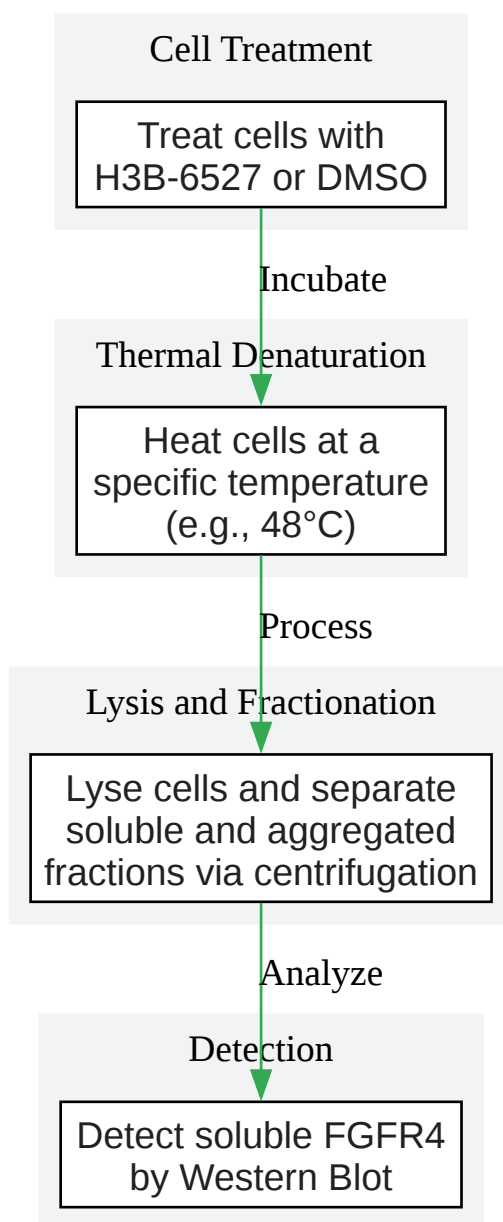 Cell Treatment
Treat cells with
H3B-6527 or DMSO
Incubate
Thermal Denaturation
Heat cells at a
specific temperature
(e.g., 48°C)
Process
Lysis and Fractionation
Lyse cells and separate
soluble and aggregated
fractions via centrifugation
Analyze
Detection
Detect soluble FGFR4
by Western Blot